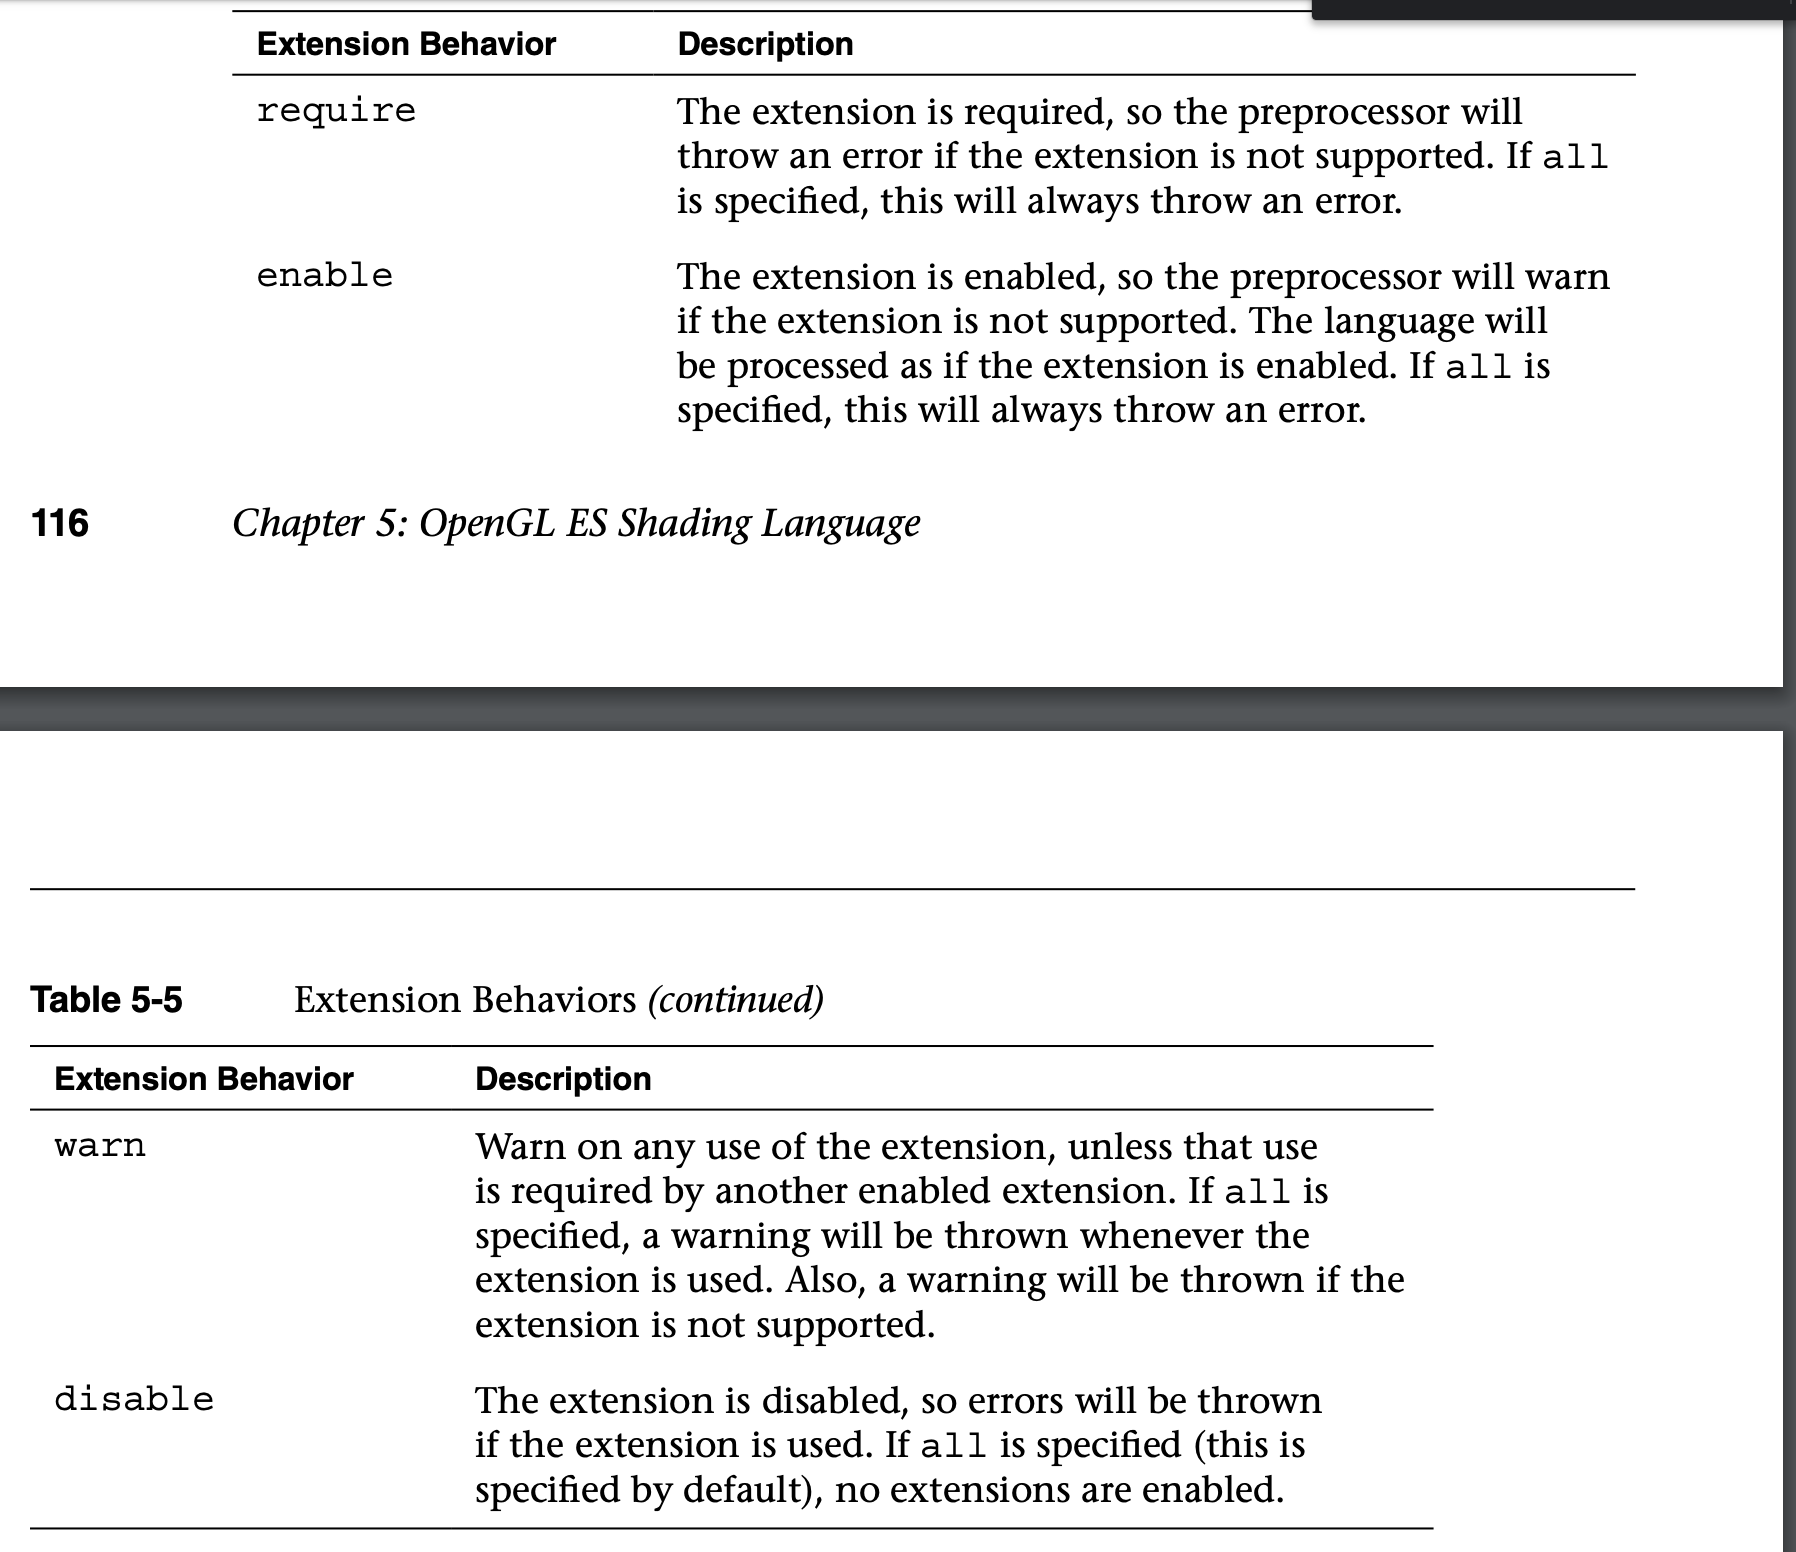 Extension Behavior Description
require The extension is required, so the preprocessor will
throw an error if the extension is not supported. If all
is specified, this will always throw an error.
enable The extension is enabled, so the preprocessor will warn
if the extension is not supported. The language will
be processed as if the extension is enabled. If all is
specified, this will always throw an error.
116 Chapter 5: OpenGL ES Shading Language
Table 5-5 Extension Behaviors (continued)
Extension Behavior Description
warn Warn on any use of the extension, unless that use
is required by another enabled extension. If all is
specified, a warning will be thrown whenever the
extension is used. Also, a warning will be thrown if the
extension is not supported.
disable The extension is disabled, so errors will be thrown
if the extension is used. If all is specified (this is
specified by default), no extensions are enabled.